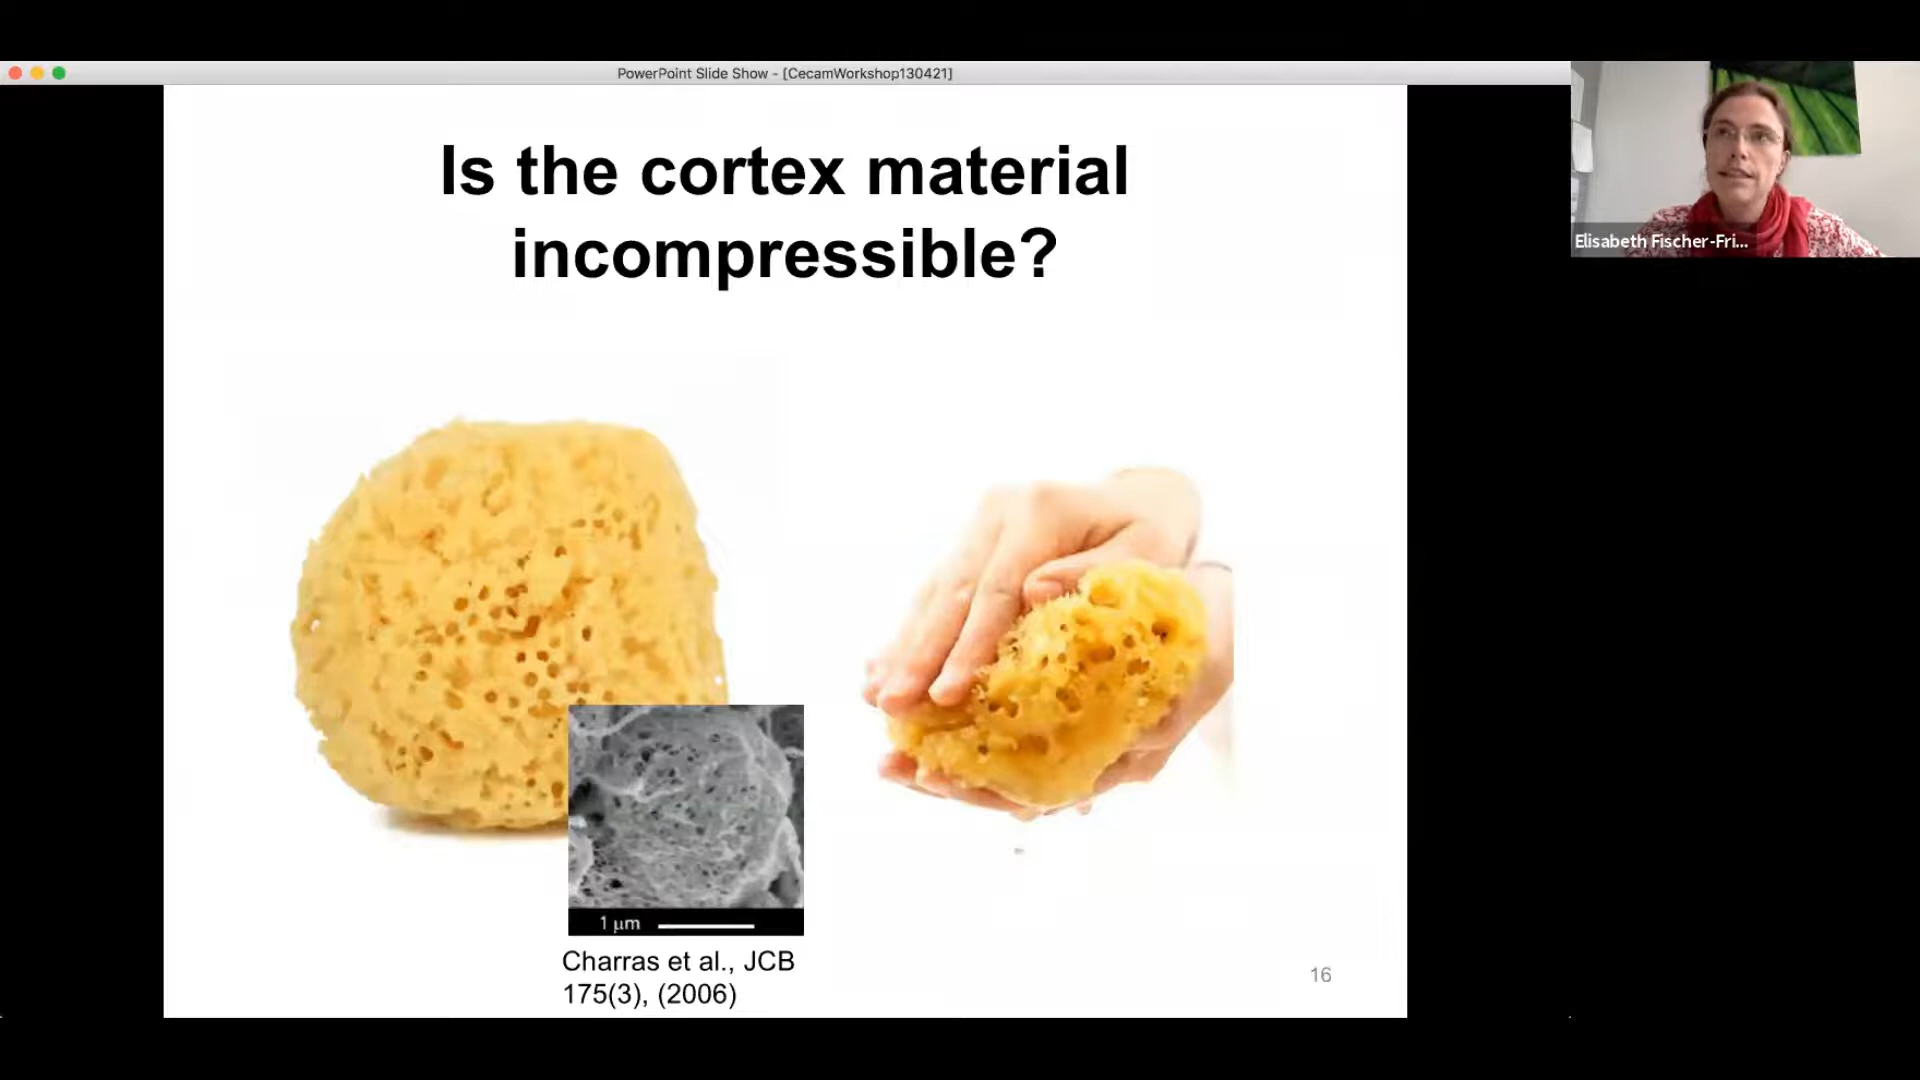 PowerPoint Slide Show - [CecamWorkshop130421]
Is the cortex material
incompressible?
Elisabeth Fischer-Fri...
1 µm
Charras et al., JCB
175(3), (2006)
16